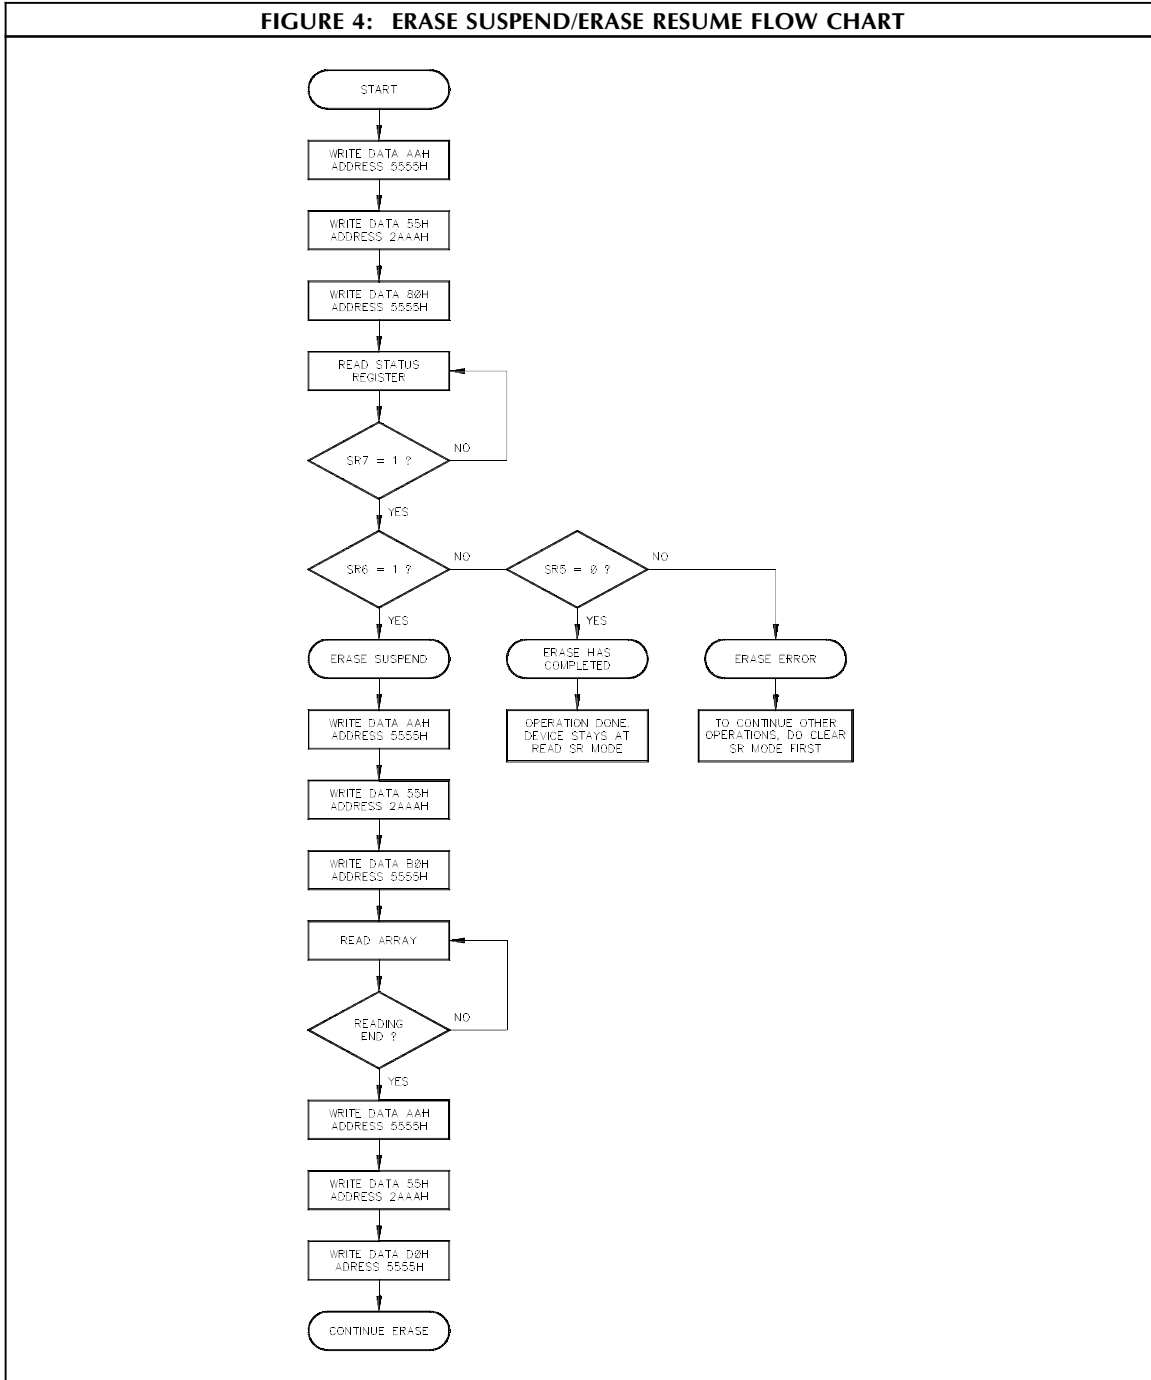 FIGURE 4: ERASE SUSPEND/ERASE RESUME FLOW CHART
START
WRITE DATA AAH
ADDRESS 5555H
WRITE DATA 55H
ADDRESS 2AAAH
WRITE DATA BØH
ADDRESS 5555H
READ STATUS
REGISTER
SR7 = 1 ?
NO
YES
SR6 = 1 ?
NO
SR5 = Ø ?
NO
YES
YES
ERASE SUSPEND
ERASE HAS
COMPLETED
ERASE ERROR
WRITE DATA AAH
ADDRESS 5555H
OPERATION DONE,
DEVICE STAYS AT
READ SR MODE
TO CONTINUE OTHER
OPERATIONS, DO CLEAR
SR MODE FIRST
WRITE DATA 55H
ADDRESS 2AAAH
WRITE DATA BØH
ADDRESS 5555H
READ ARRAY
READING
END ?
NO
YES
WRITE DATA AAH
ADDRESS 5555H
WRITE DATA 55H
ADDRESS 2AAAH
WRITE DATA DØH
ADRESS 5555H
CONTINUE ERASE